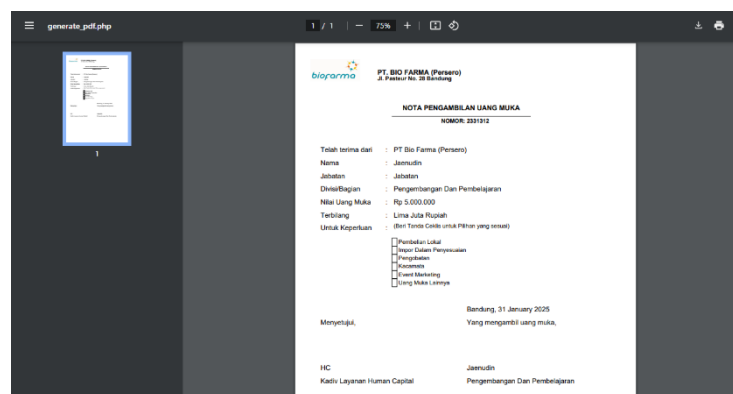 generate_pdf.php
1 / 1
75%
1
biofarma
PT. BIO FARMA (Persero)
Jl. Pasteur No. 28 Bandung
NOTA PENGAMBILAN UANG MUKA
NOMOR: 2331312
Telah terima dari : PT Bio Farma (Persero)
Nama : Jaenudin
Jabatan : Jabatan
Divisi/Bagian : Pengembangan Dan Pembelajaran
Nilai Uang Muka : Rp 5.000.000
Terbilang : Lima Juta Rupiah
Untuk Keperluan : (Beri Tanda Ceklis untuk Pilihan yang sesuai)
Pembelian Lokal
Impor Dalam Penyesuaian
Pengobatan
Kacamata
Event Marketing
Uang Muka Lainnya
Bandung, 31 January 2025
Menyetujui, Yang mengambil uang muka,
HC Jaenudin
Kadiv Layanan Human Capital Pengembangan Dan Pembelajaran